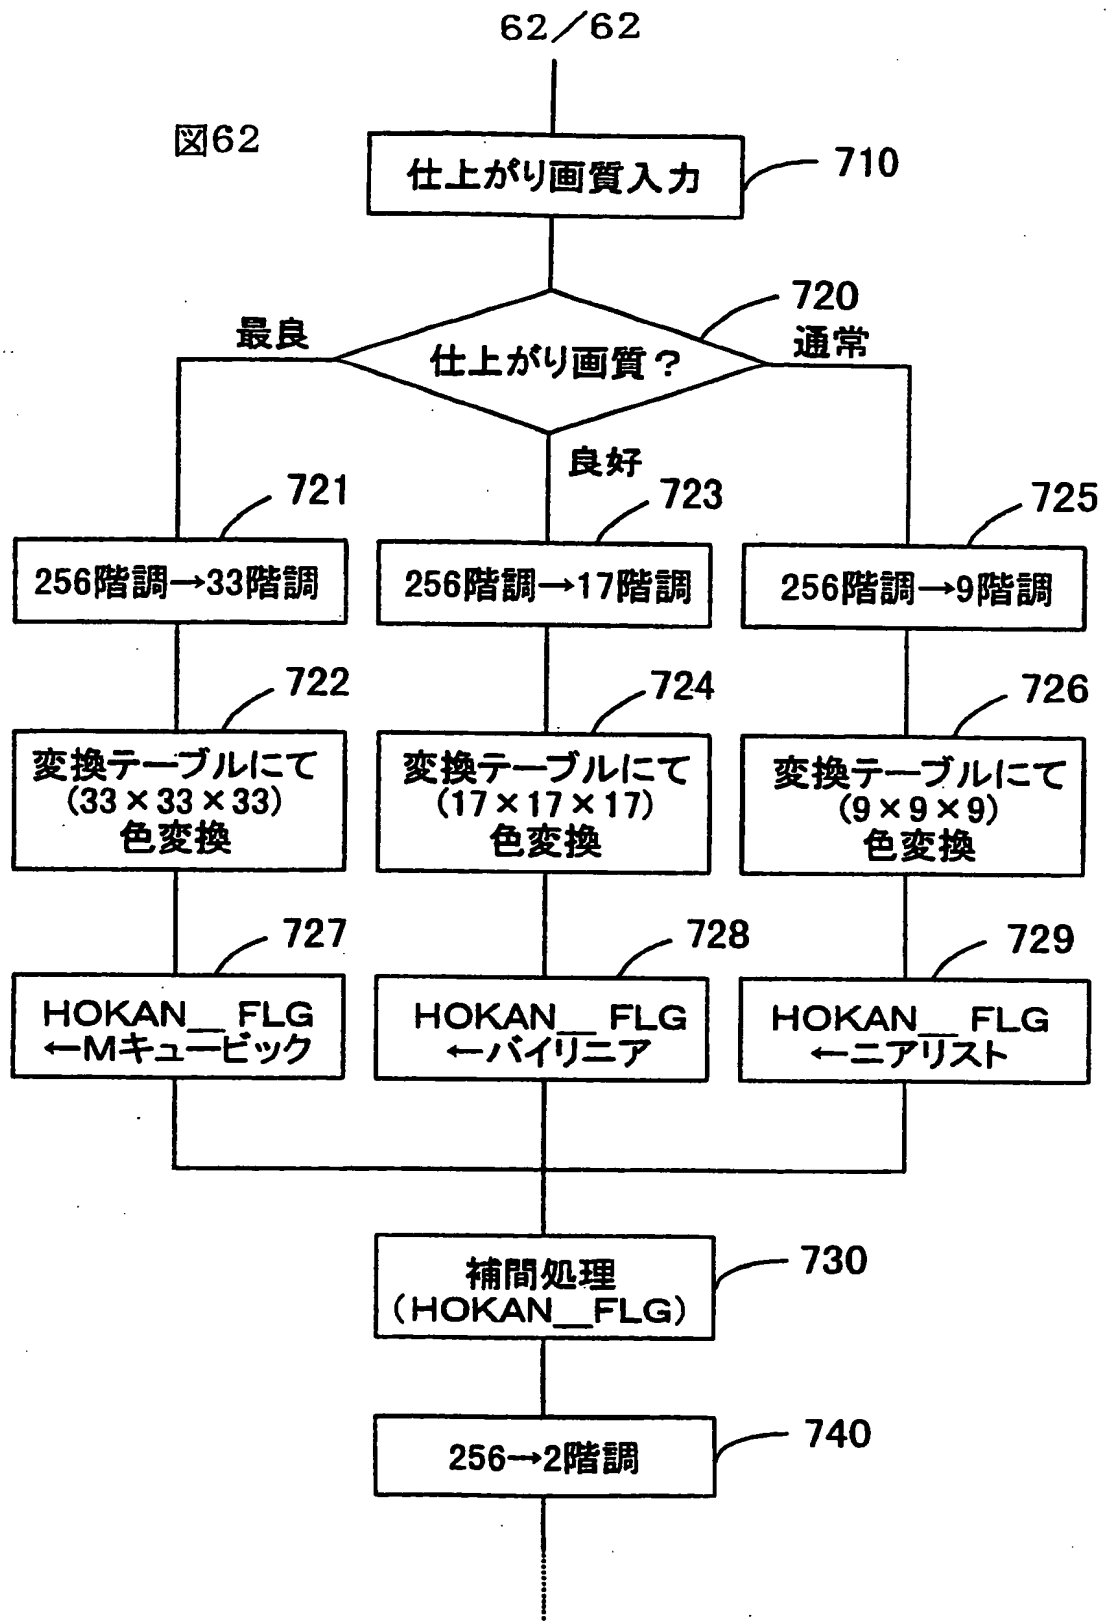 62/62
図62
仕上がり画質入力
710
720
最良
仕上がり画質?
通常
良好
721
723
725
256階調→33階調
256階調→17階調
256階調→9階調
722
724
726
変換テーブルにて
(33×33×33)
色変換
変換テーブルにて
(17×17×17)
色変換
変換テーブルにて
(9×9×9)
色変換
727
728
729
HOKAN__FLG
←Mキュービック
HOKAN__FLG
←バイリニア
HOKAN__FLG
←ニアリスト
補間処理
(HOKAN__FLG)
730
256→2階調
740